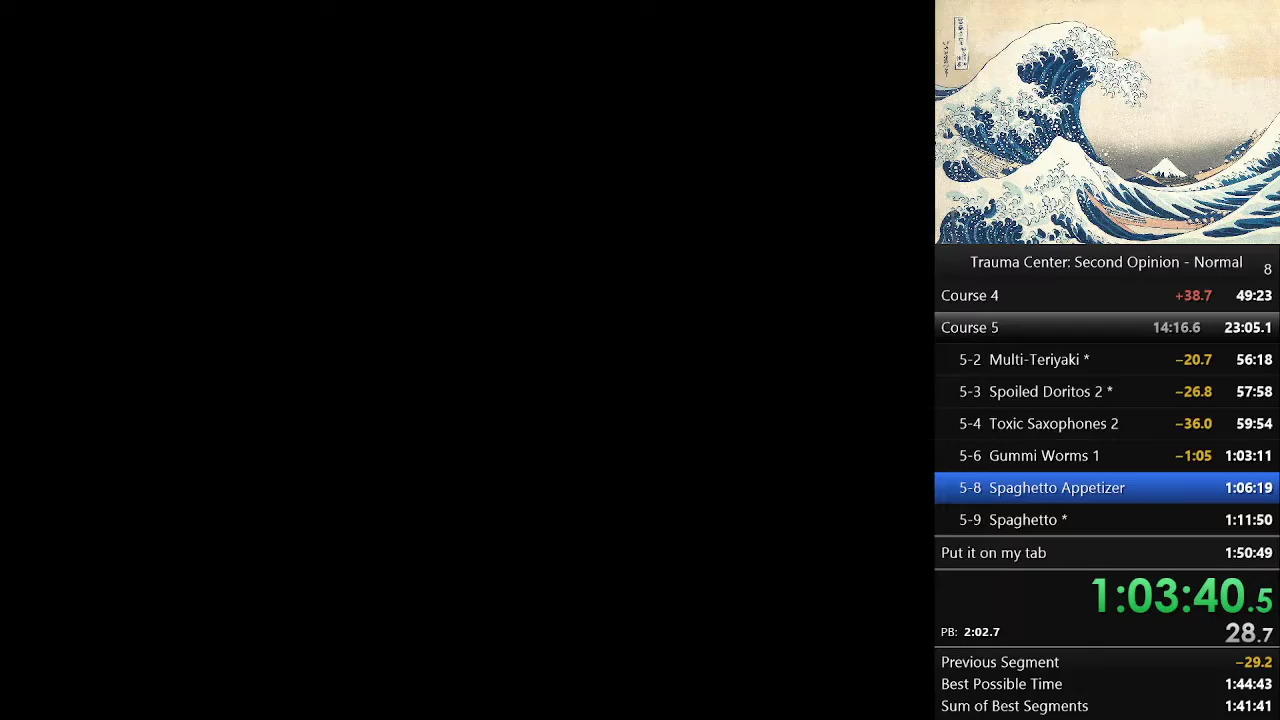 Trauma Center: Second Opinion - Normal
8
Course 4 +38.7 49:23
Course 5 14:16.6 23:05.1
5-2 Multi-Teriyaki * −20.7 56:18
5-3 Spoiled Doritos 2 * −26.8 57:58
5-4 Toxic Saxophones 2 −36.0 59:54
5-6 Gummi Worms 1 −1:05 1:03:11
5-8 Spaghetto Appetizer 1:06:19
5-9 Spaghetto * 1:11:50
Put it on my tab 1:50:49
1:03:40.5
PB: 2:02.7 28.7
Previous Segment −29.2
Best Possible Time 1:44:43
Sum of Best Segments 1:41:41